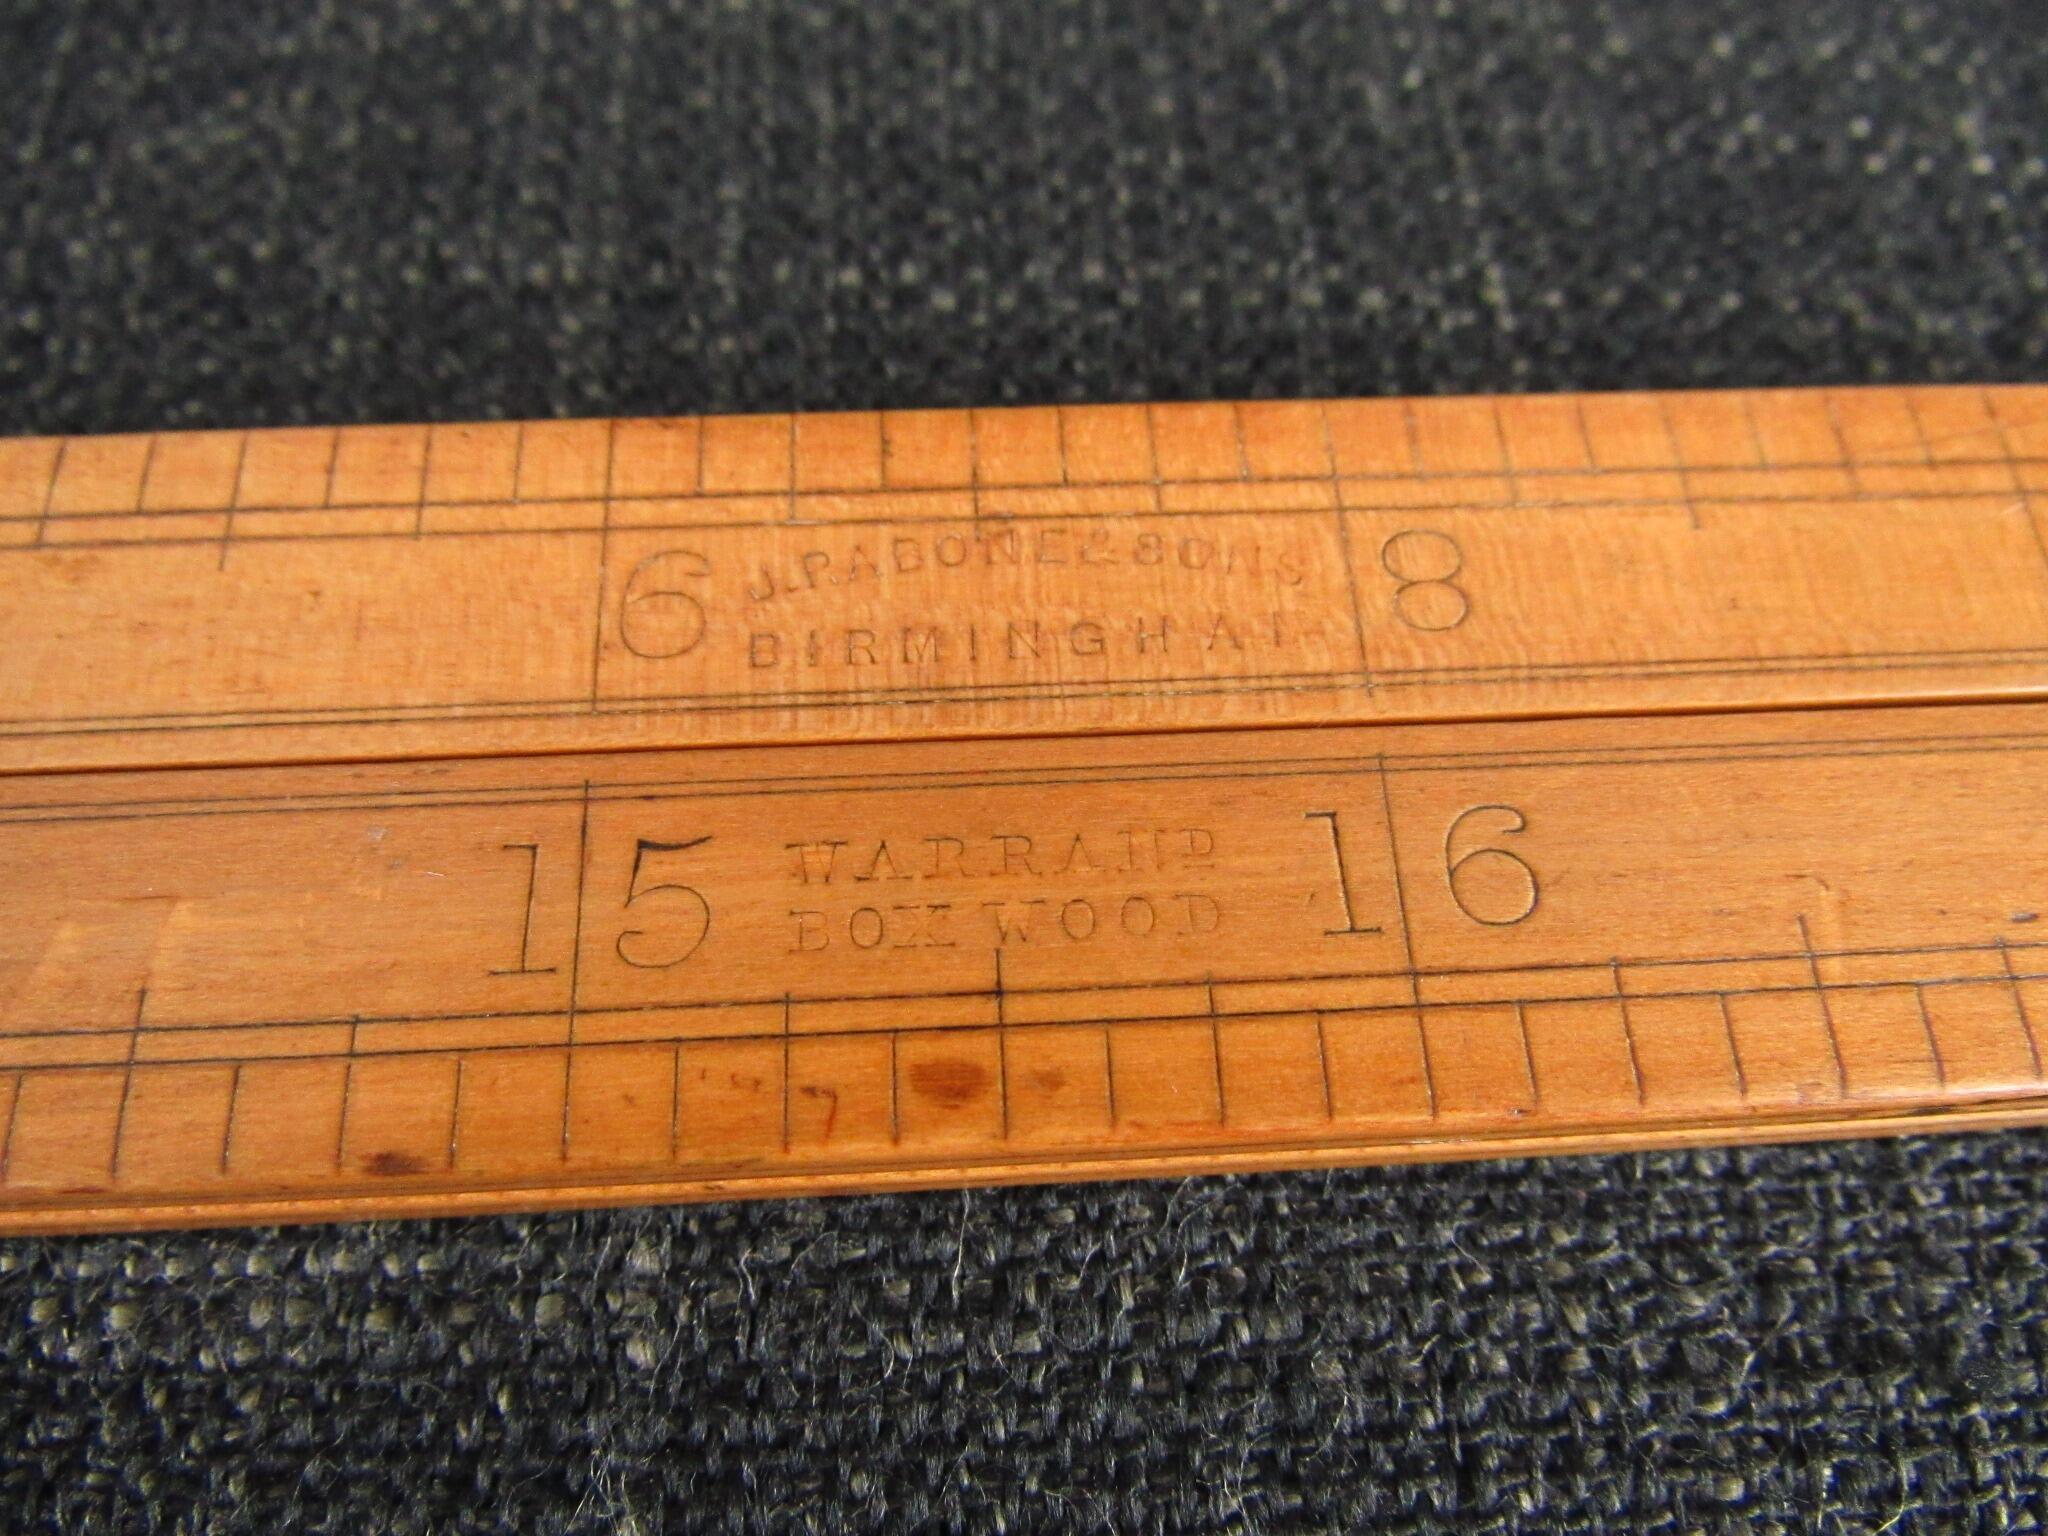 6 J. RABONE & SONS 8
BIRMINGHAM
15 WARRAND 16
BOX WOOD